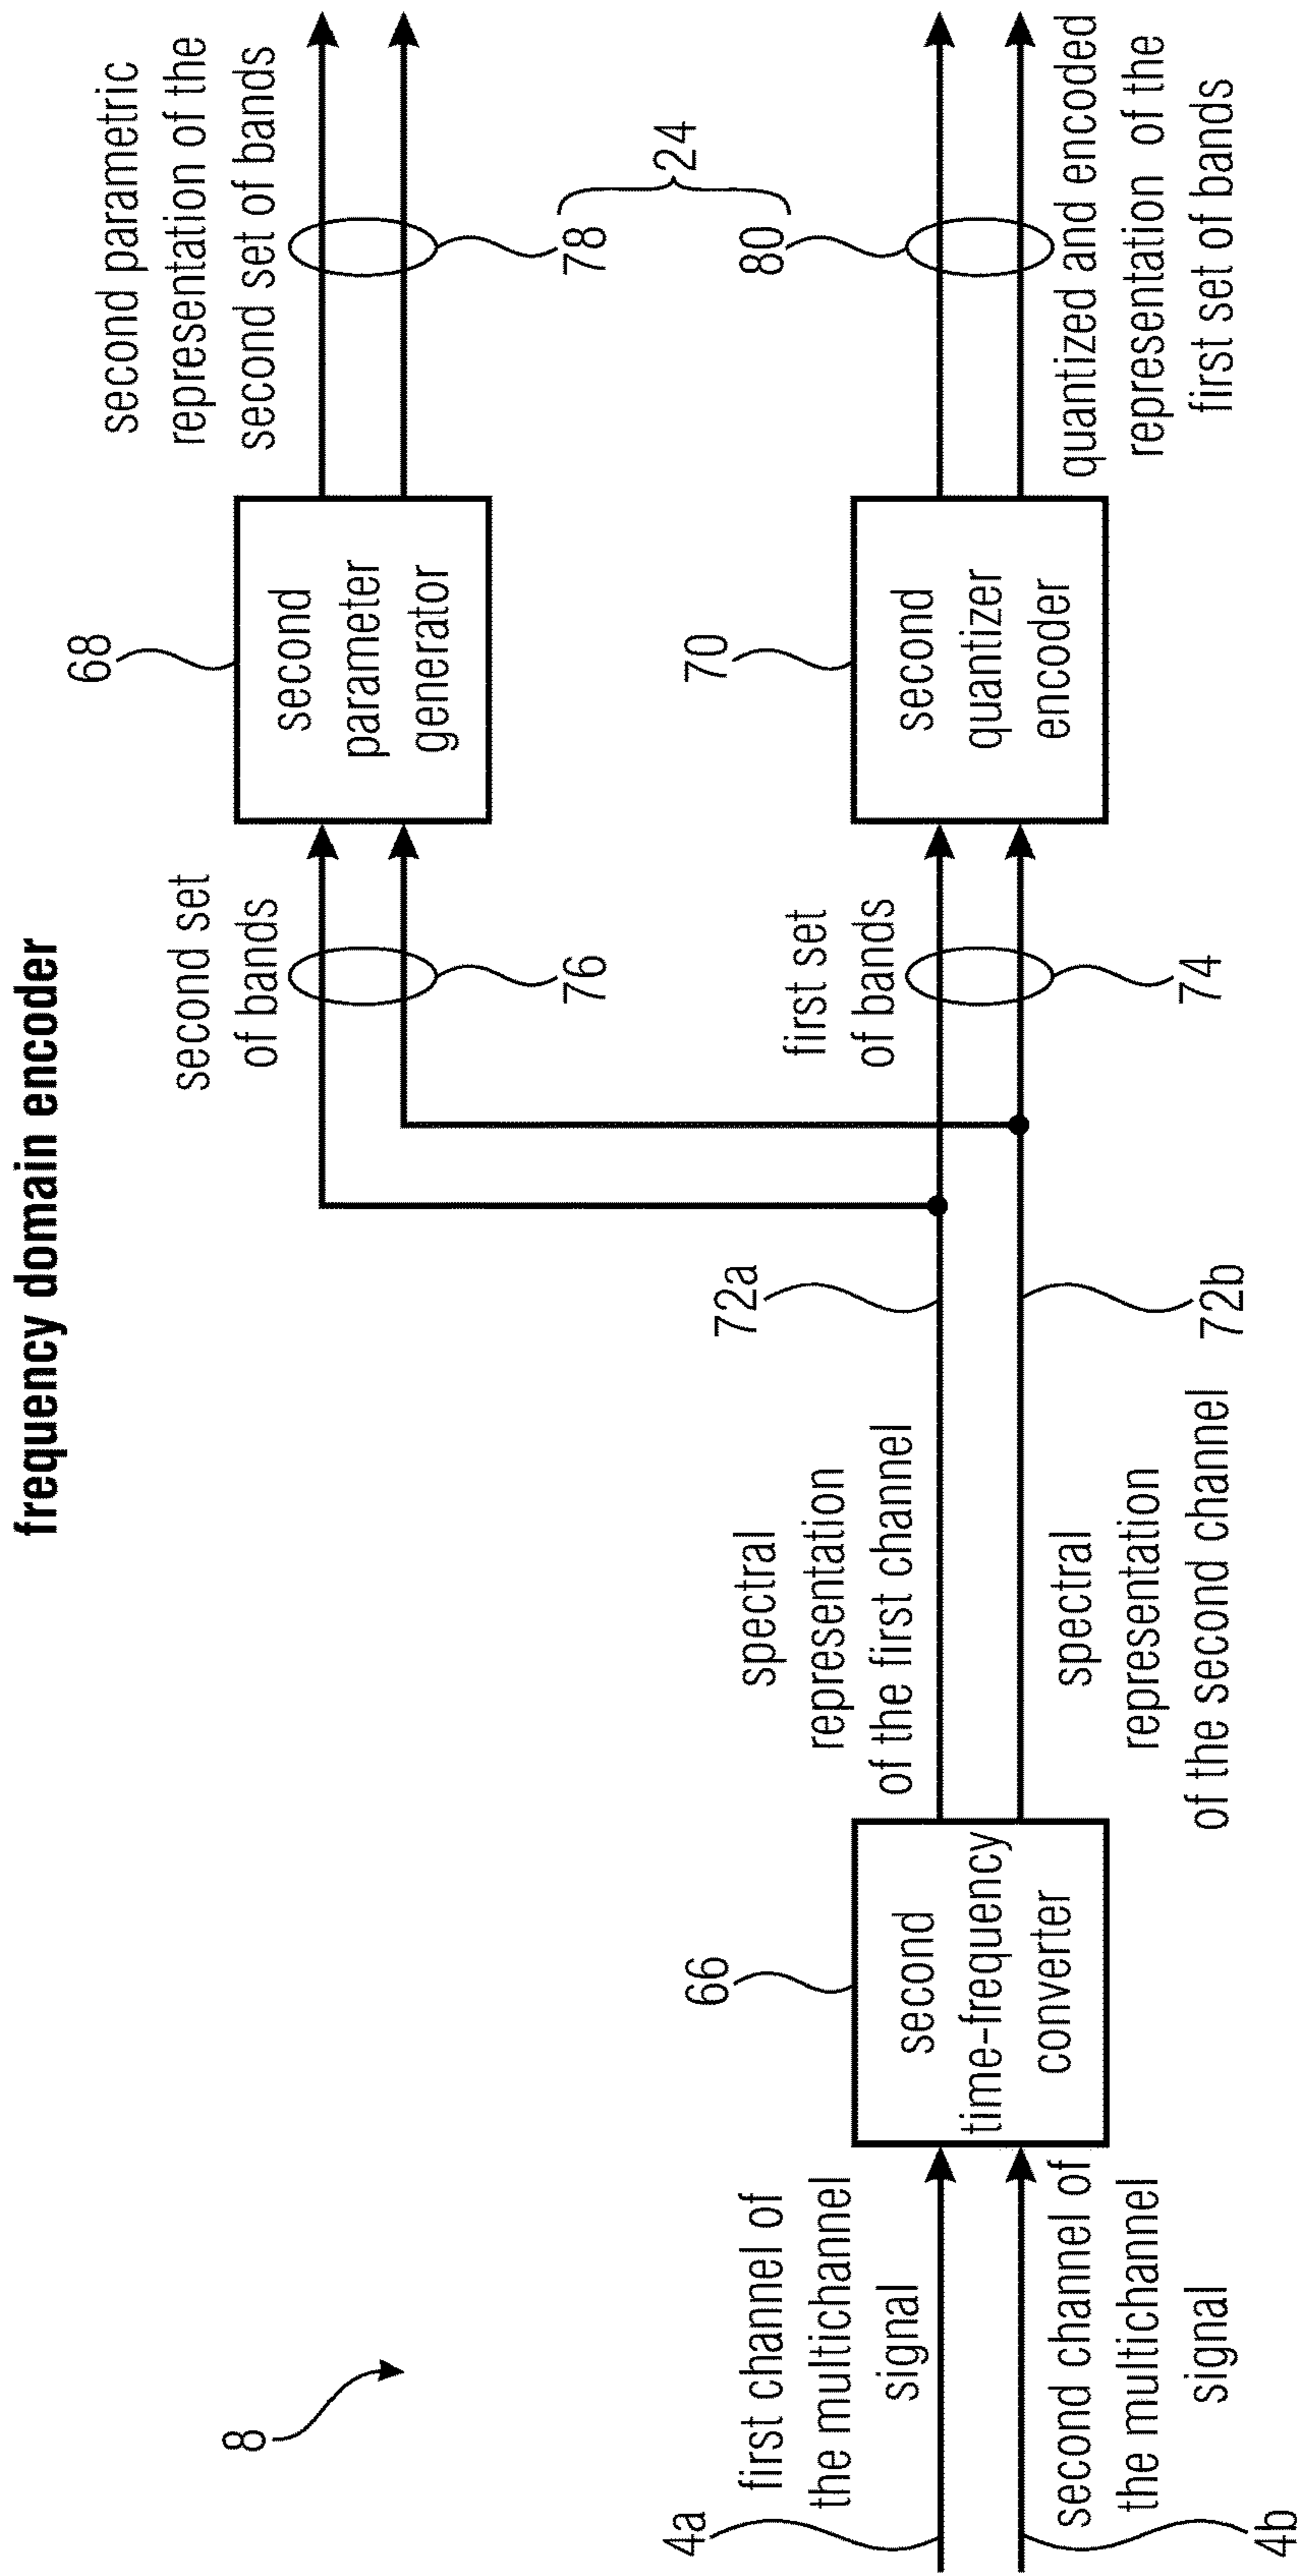 frequency domain encoder
8
4a
first channel of
the multichannel
signal
second channel of
the multichannel
signal
4b
66
second
time-frequency
converter
spectral
representation
of the first channel
72a
spectral
representation
of the second channel
72b
second set
of bands
76
first set
of bands
74
68
second
parameter
generator
70
second
quantizer
encoder
second parametric
representation of the
second set of bands
78
24
80
quantized and encoded
representation of the
first set of bands